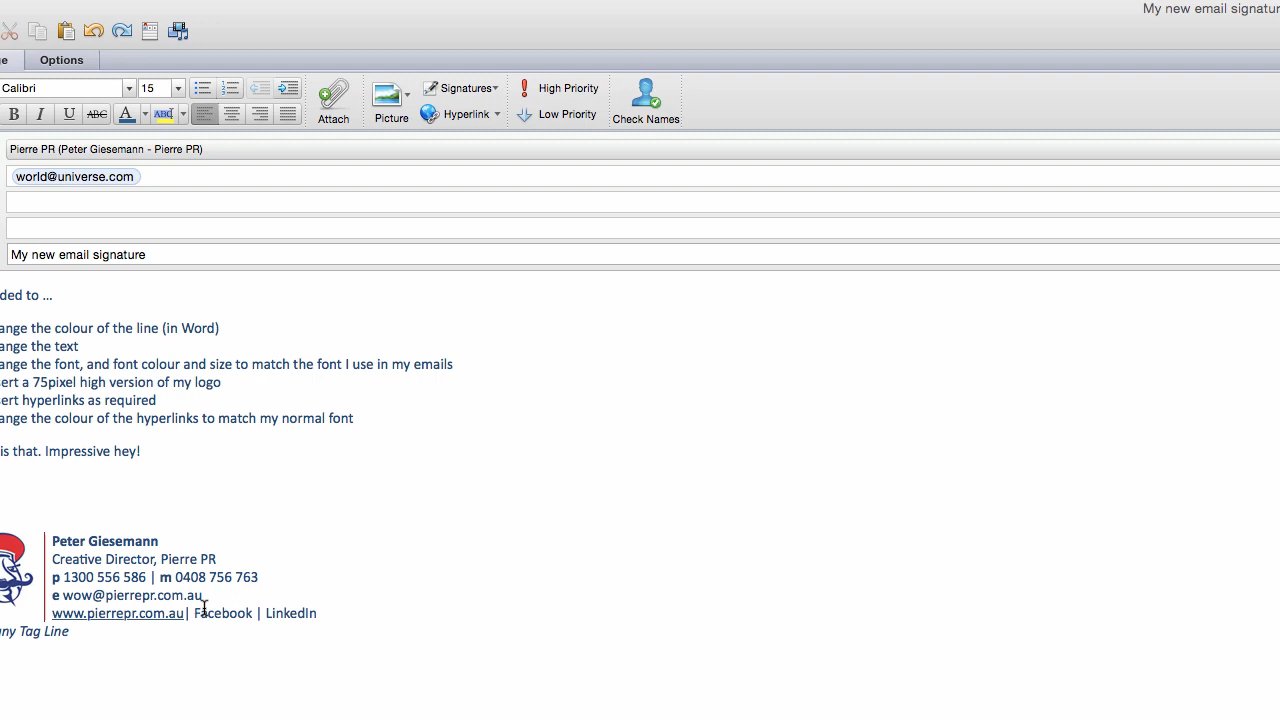 My new email signatur
Options
Calibri
15
Signatures
High Priority
B I U ABC A ABC
Attach
Picture
Hyperlink
Low Priority
Check Names
Pierre PR (Peter Giesemann - Pierre PR)
world@universe.com
My new email signature
ded to ...
ange the colour of the line (in Word)
ange the text
ange the font, and font colour and size to match the font I use in my emails
ert a 75pixel high version of my logo
ert hyperlinks as required
ange the colour of the hyperlinks to match my normal font
is that. Impressive hey!
Peter Giesemann
Creative Director, Pierre PR
p 1300 556 586 | m 0408 756 763
e wow@pierrepr.com.au
www.pierrepr.com.au| Facebook | LinkedIn
ny Tag Line